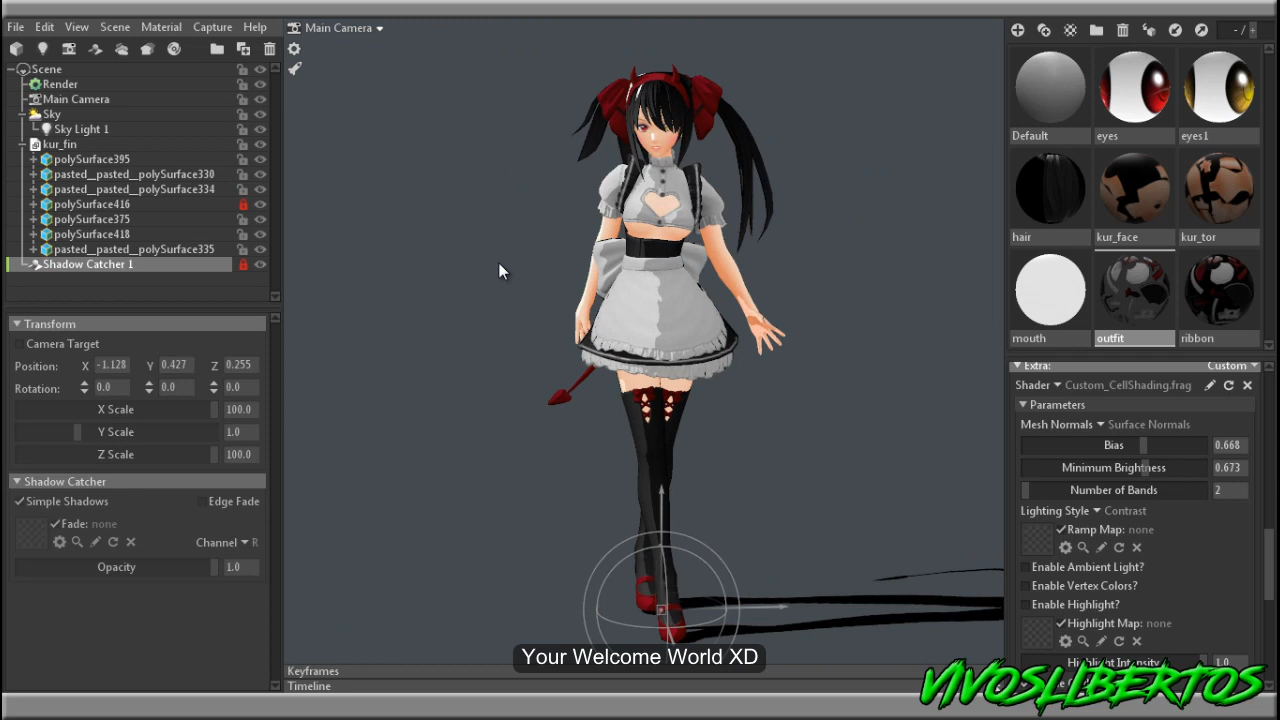 File Edit View Scene Material Capture Help
Main Camera
- / +
Scene
Render
Main Camera
Sky
Sky Light 1
kur_fin
polySurface395
pasted__pasted__polySurface330
pasted__pasted__polySurface334
polySurface416
polySurface375
polySurface418
pasted__pasted__polySurface335
Shadow Catcher 1
Transform
Camera Target
Position: X -1.128 Y 0.427 Z 0.255
Rotation: 0.0 0.0 0.0
X Scale 100.0
Y Scale 1.0
Z Scale 100.0
Shadow Catcher
Simple Shadows Edge Fade
Fade: none
Channel R
Opacity 1.0
Keyframes
Timeline
Your Welcome World XD
Default eyes eyes1
hair kur_face kur_tor
mouth outfit ribbon
Extra: Custom
Shader Custom_CellShading.frag
Parameters
Mesh Normals Surface Normals
Bias 0.668
Minimum Brightness 0.673
Number of Bands 2
Lighting Style Contrast
Ramp Map: none
Enable Ambient Light?
Enable Vertex Colors?
Enable Highlight?
Highlight Map: none
Highlight Intensity 1.0
VIVOSLIBERTOS